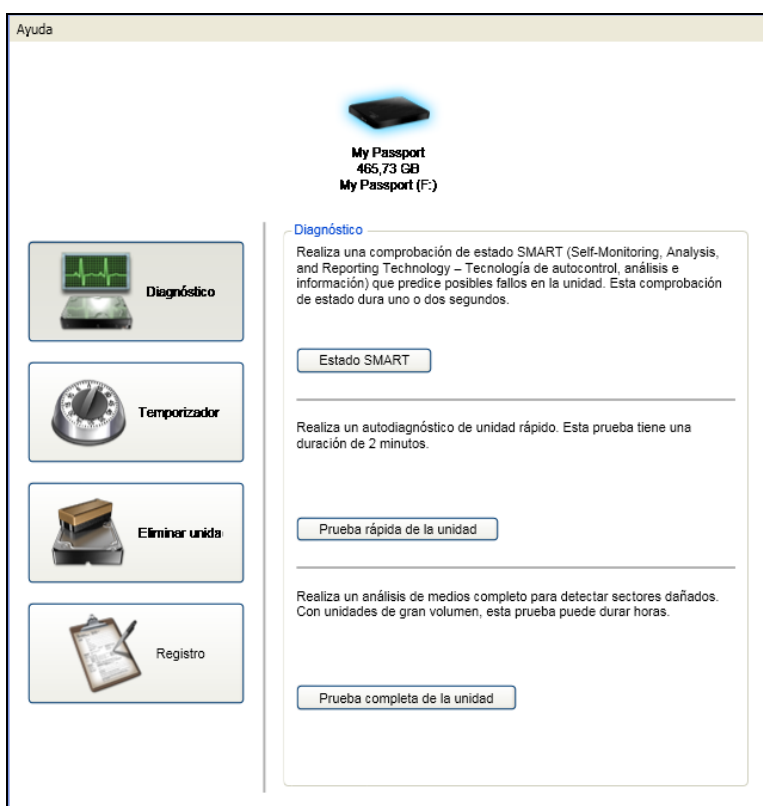 Ayuda
My Passport
465,73 GB
My Passport (F:)
Diagnóstico
Temporizador
Eliminar unida
Registro
Diagnóstico
Realiza una comprobación de estado SMART (Self-Monitoring, Analysis,
and Reporting Technology – Tecnología de autocontrol, análisis e
información) que predice posibles fallos en la unidad. Esta comprobación
de estado dura uno o dos segundos.
Estado SMART
Realiza un autodiagnóstico de unidad rápido. Esta prueba tiene una
duración de 2 minutos.
Prueba rápida de la unidad
Realiza un análisis de medios completo para detectar sectores dañados.
Con unidades de gran volumen, esta prueba puede durar horas.
Prueba completa de la unidad